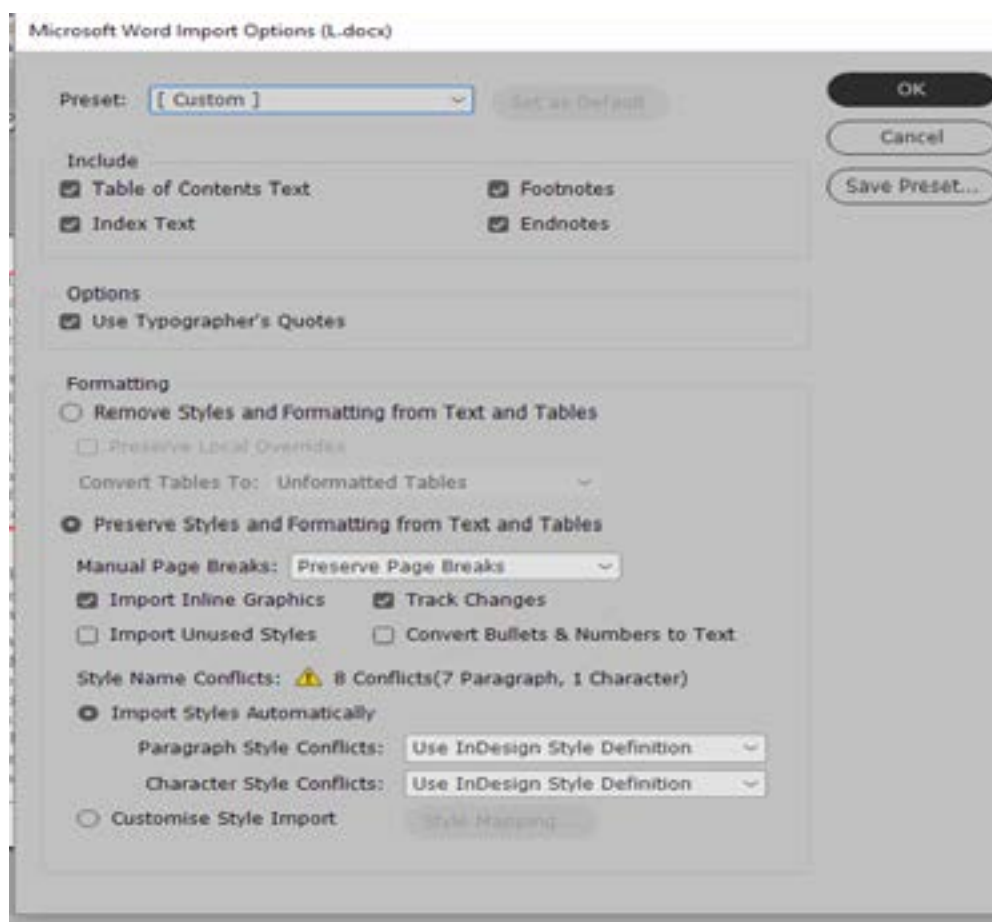 Microsoft Word Import Options (L.docx)
Preset: [ Custom ] Set as Default
OK
Cancel
Save Preset...
Include
Table of Contents Text Footnotes
Index Text Endnotes
Options
Use Typographer's Quotes
Formatting
Remove Styles and Formatting from Text and Tables
Preserve Local Overrides
Convert Tables To: Unformatted Tables
Preserve Styles and Formatting from Text and Tables
Manual Page Breaks: Preserve Page Breaks
Import Inline Graphics Track Changes
Import Unused Styles Convert Bullets & Numbers to Text
Style Name Conflicts: 8 Conflicts(7 Paragraph, 1 Character)
Import Styles Automatically
Paragraph Style Conflicts: Use InDesign Style Definition
Character Style Conflicts: Use InDesign Style Definition
Customise Style Import Style Mapping...